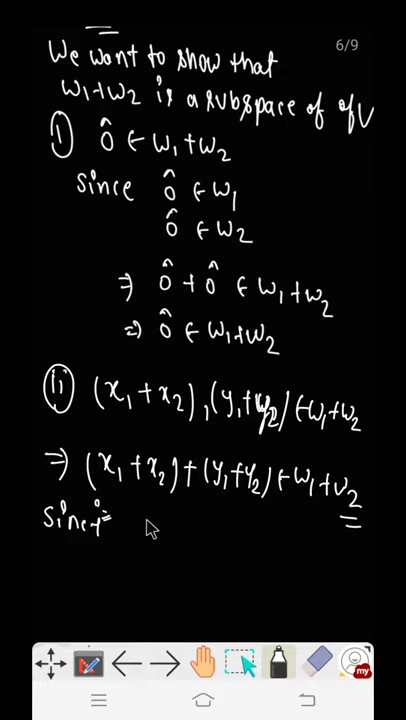 6/9
We want to show that
W₁+W₂ is a subspace of of V
(i) 0̂ ∈ W₁+W₂
Since 0̂ ∈ W₁
0̂ ∈ W₂
⇒ 0̂ + 0̂ ∈ W₁+W₂
⇒ 0̂ ∈ W₁+W₂
(ii) (x₁+x₂),(y₁+y₂) ∈ W₁+W₂
⇒ (x₁+x₂)+(y₁+y₂) ∈ W₁+W₂
Since
my